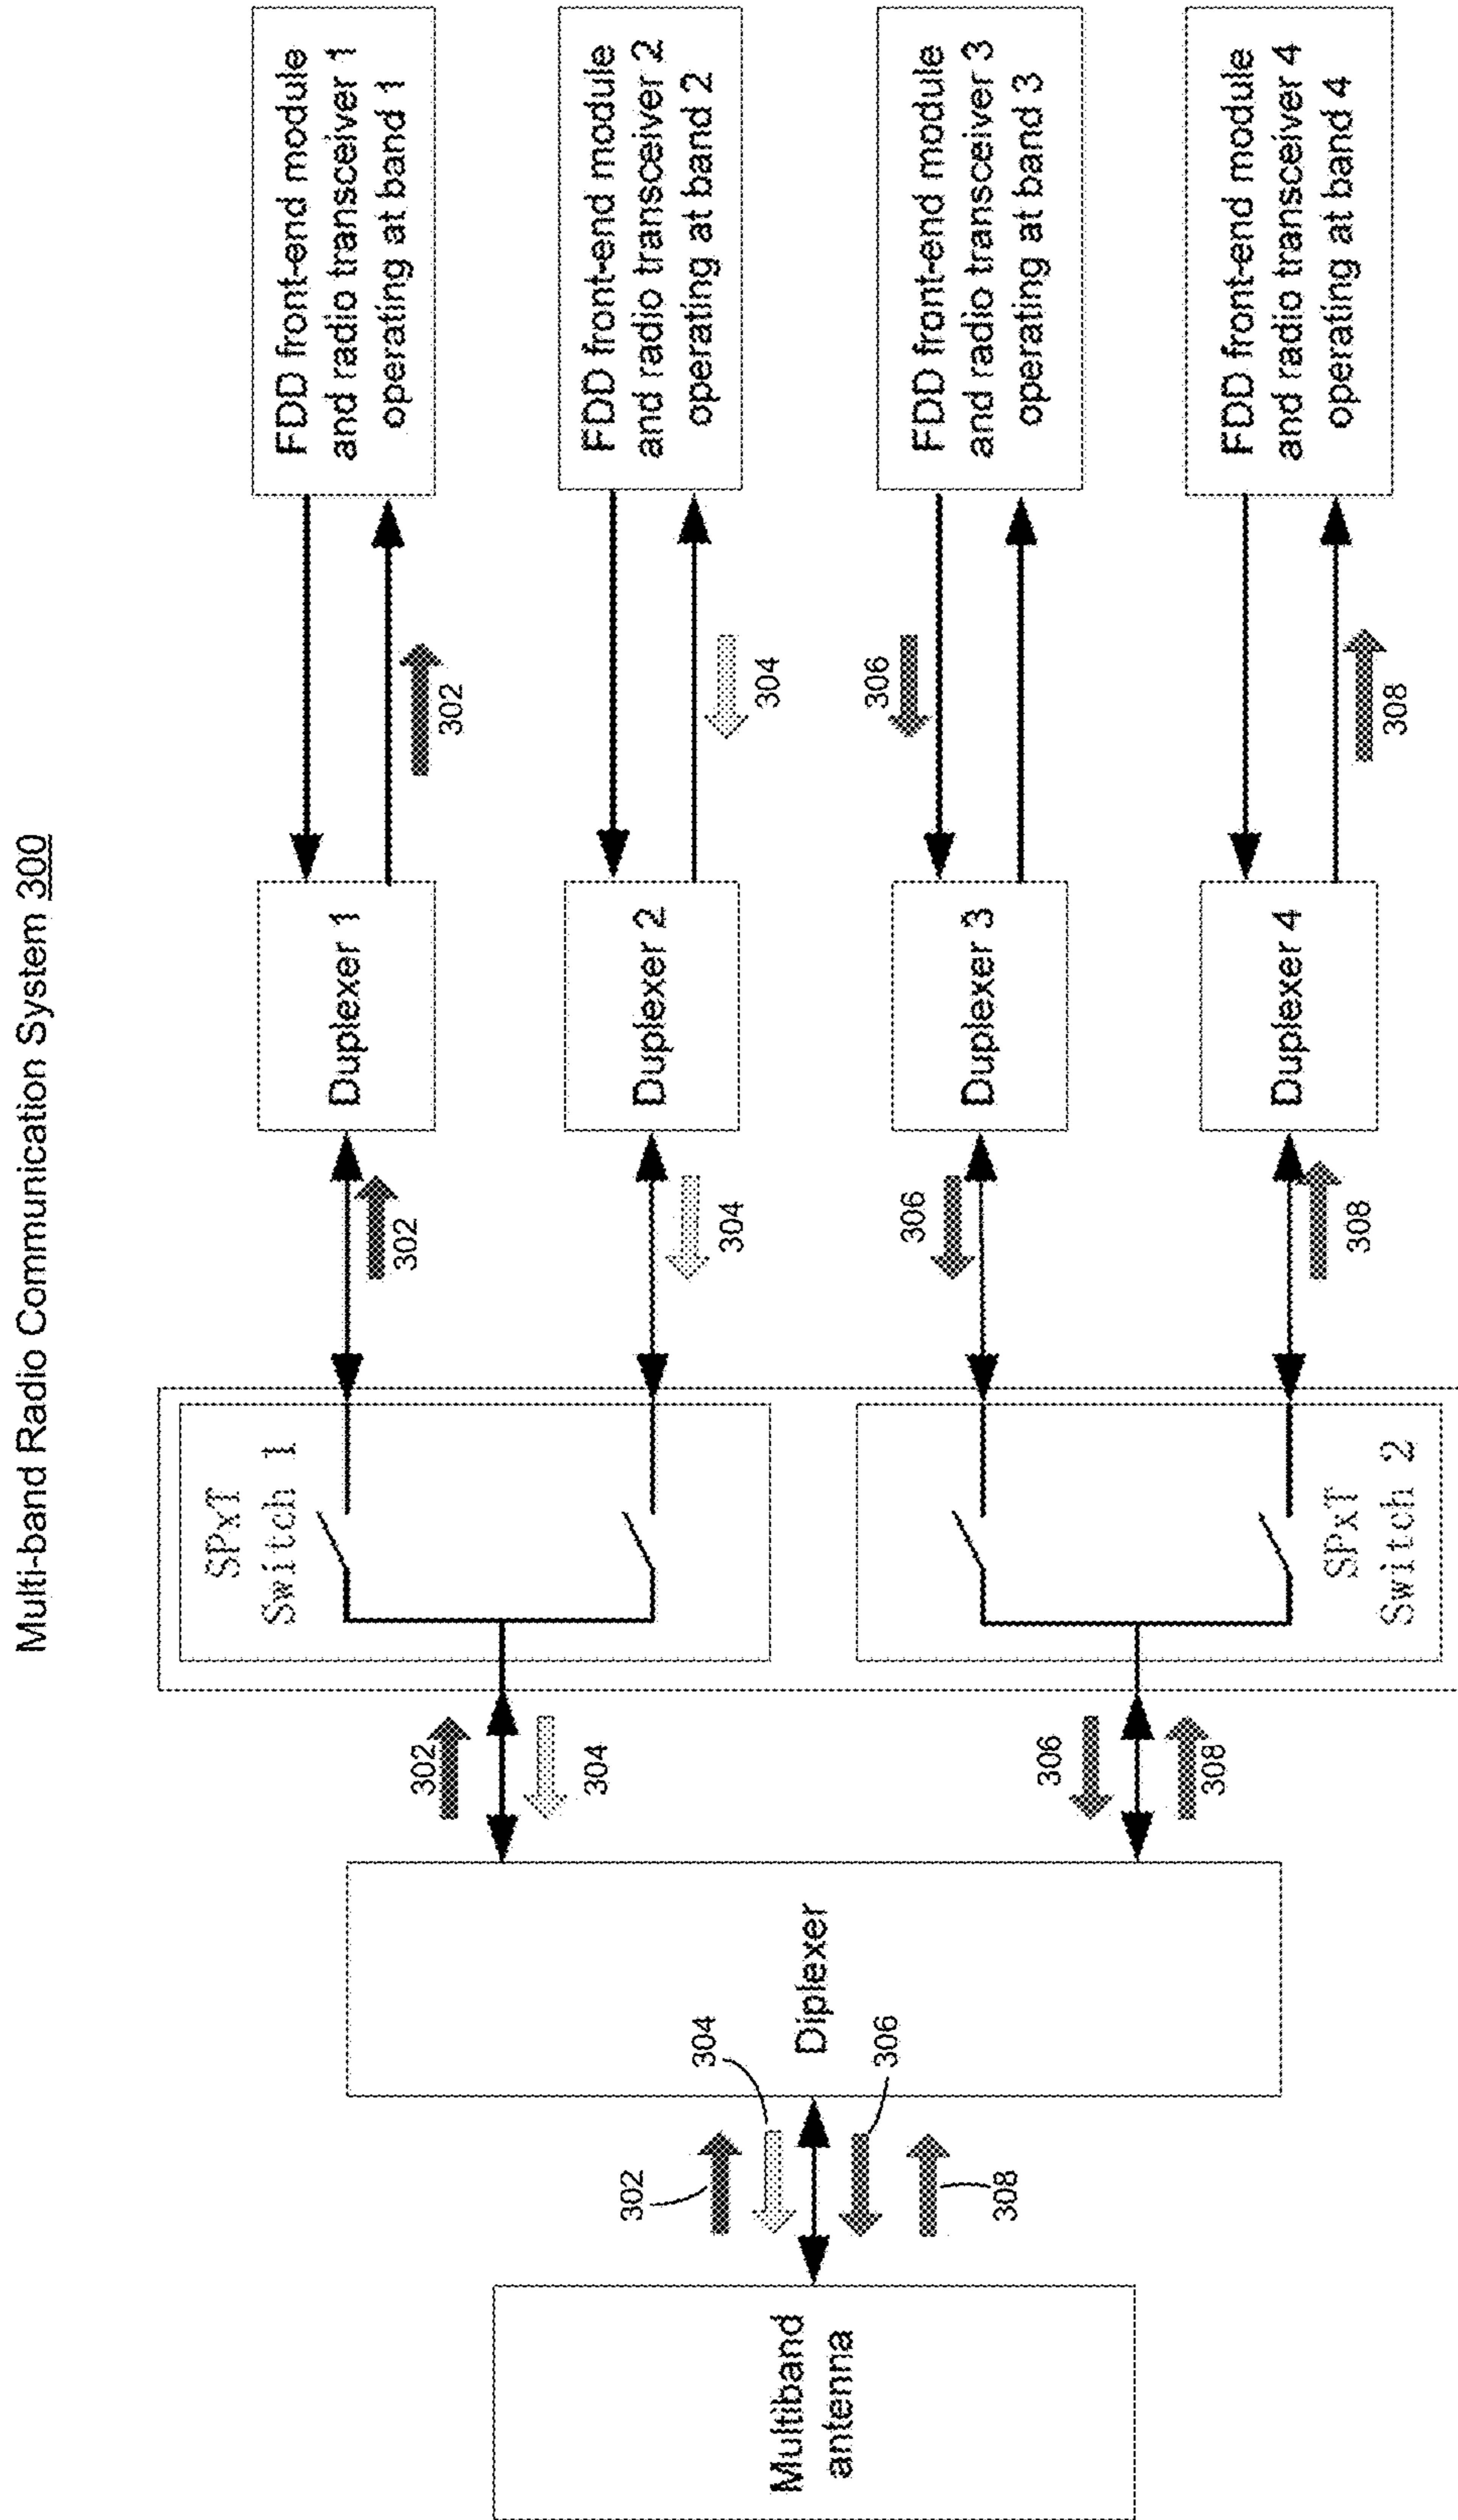 Multi-band Radio Communication System 300
FDD front-end module
and radio transceiver 1
operating at band 1
FDD front-end module
and radio transceiver 2
operating at band 2
FDD front-end module
and radio transceiver 3
operating at band 3
FDD front-end module
and radio transceiver 4
operating at band 4
302
304
306
308
Duplexer 1
Duplexer 2
Duplexer 3
Duplexer 4
302
304
306
308
SPxT
Switch 1
SPxT
Switch 2
302
304
306
308
Diplexer
304
306
302
308
Multiband
antenna